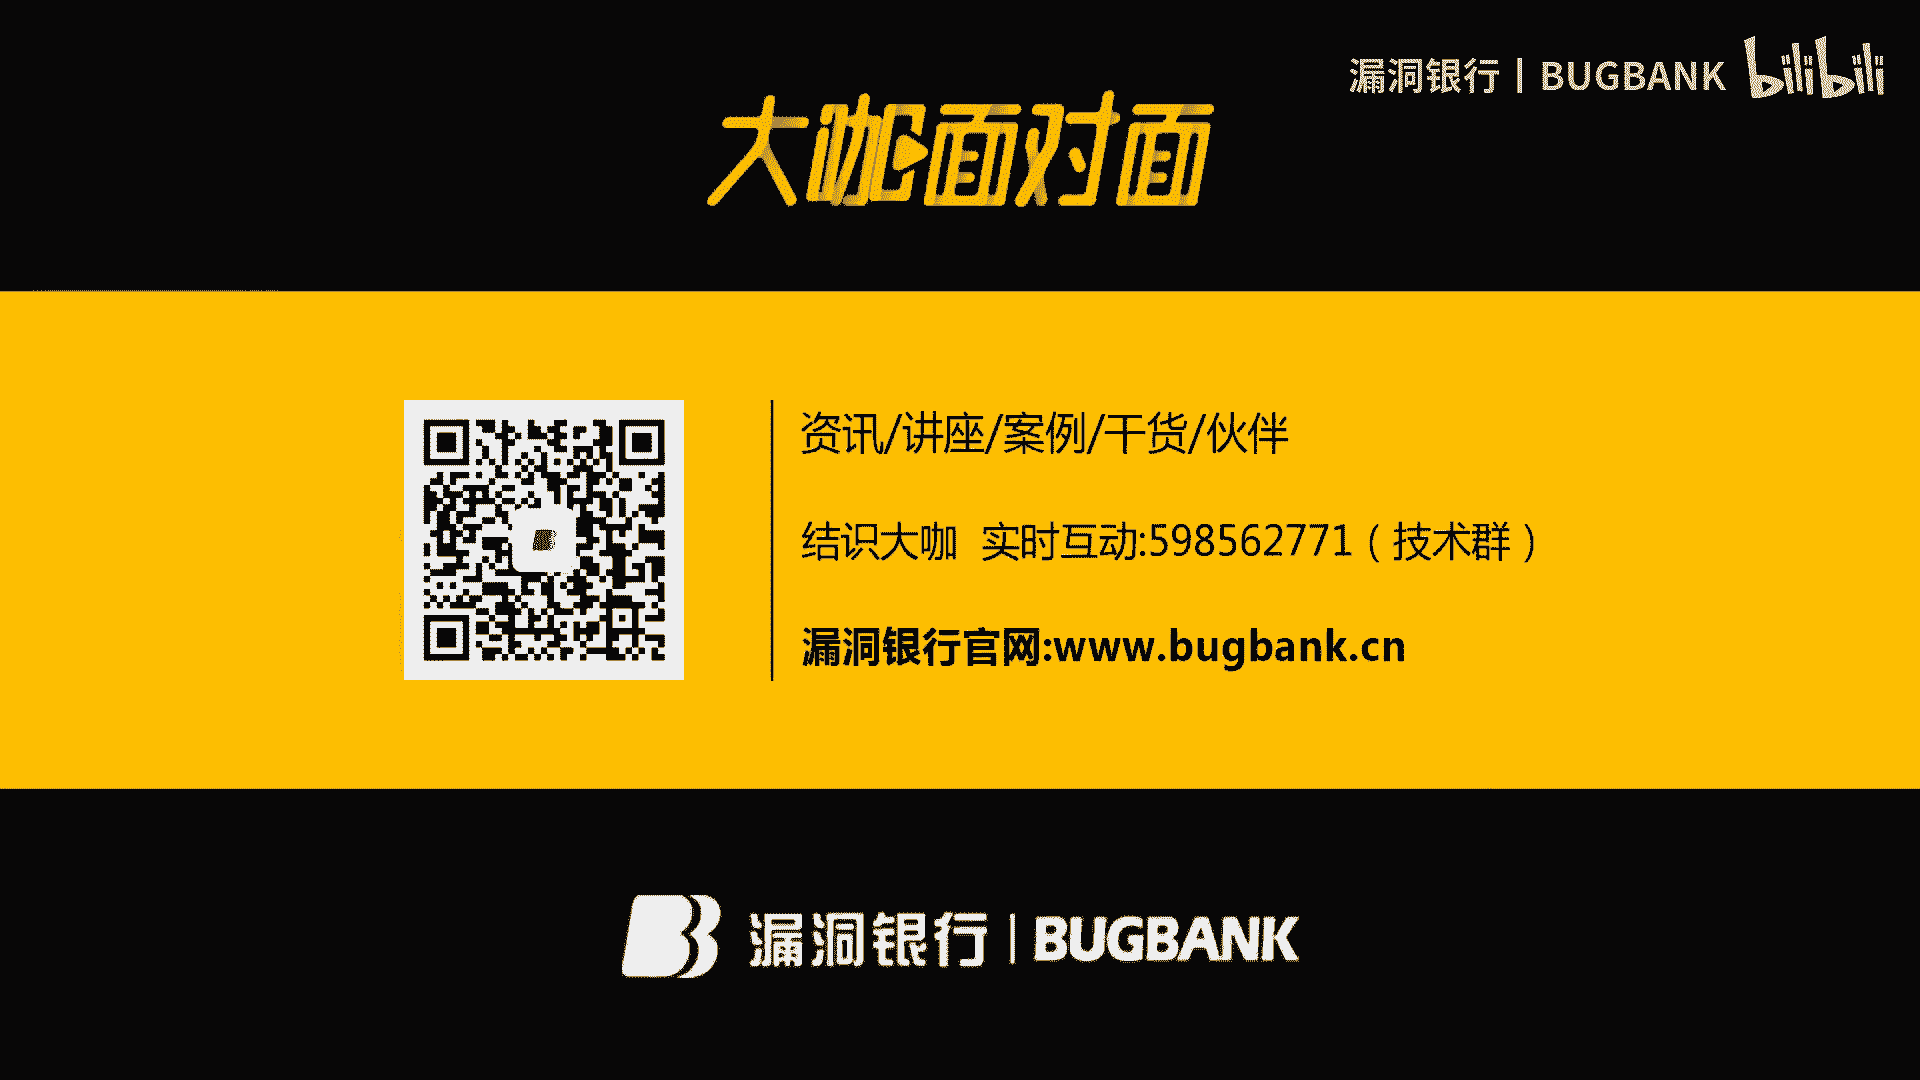 漏洞银行 | BUGBANK bilibili
大咖面对面
资讯/讲座/案例/干货/伙伴
结识大咖 实时互动:598562771(技术群)
漏洞银行官网:www.bugbank.cn
漏洞银行 | BUGBANK